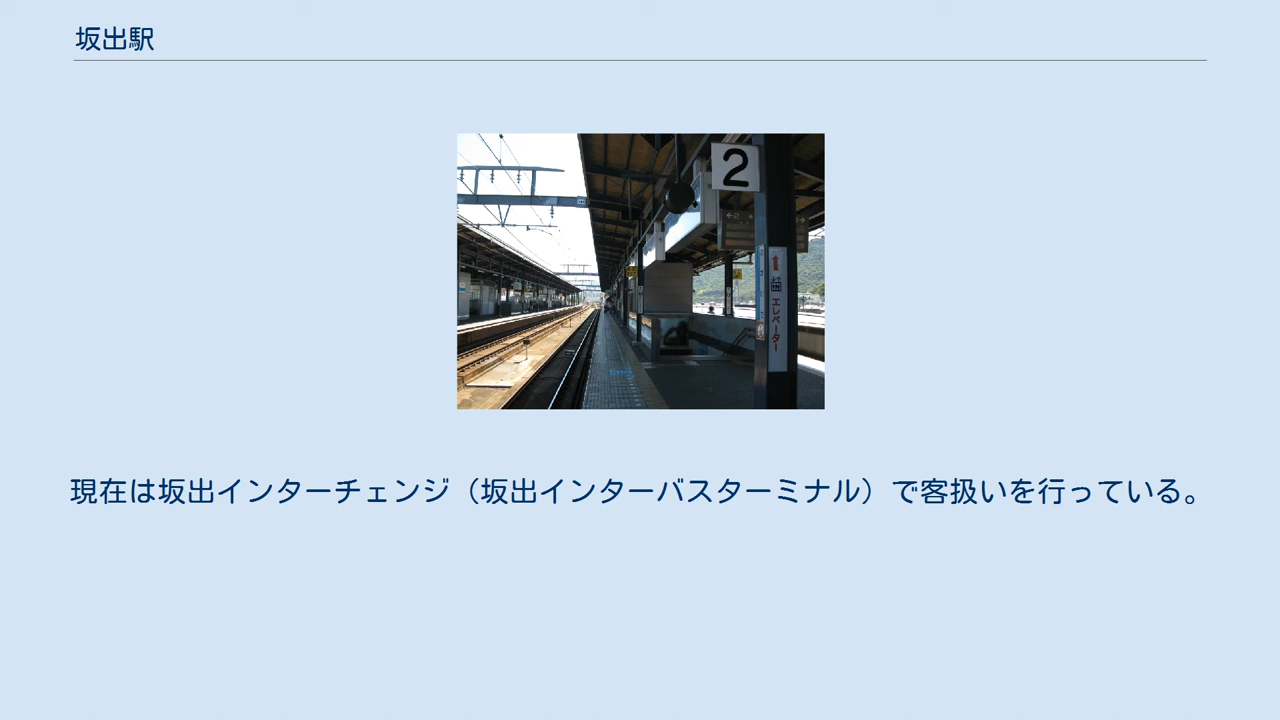 坂出駅
2
エレベーター
現在は坂出インターチェンジ（坂出インターバスターミナル）で客扱いを行っている。